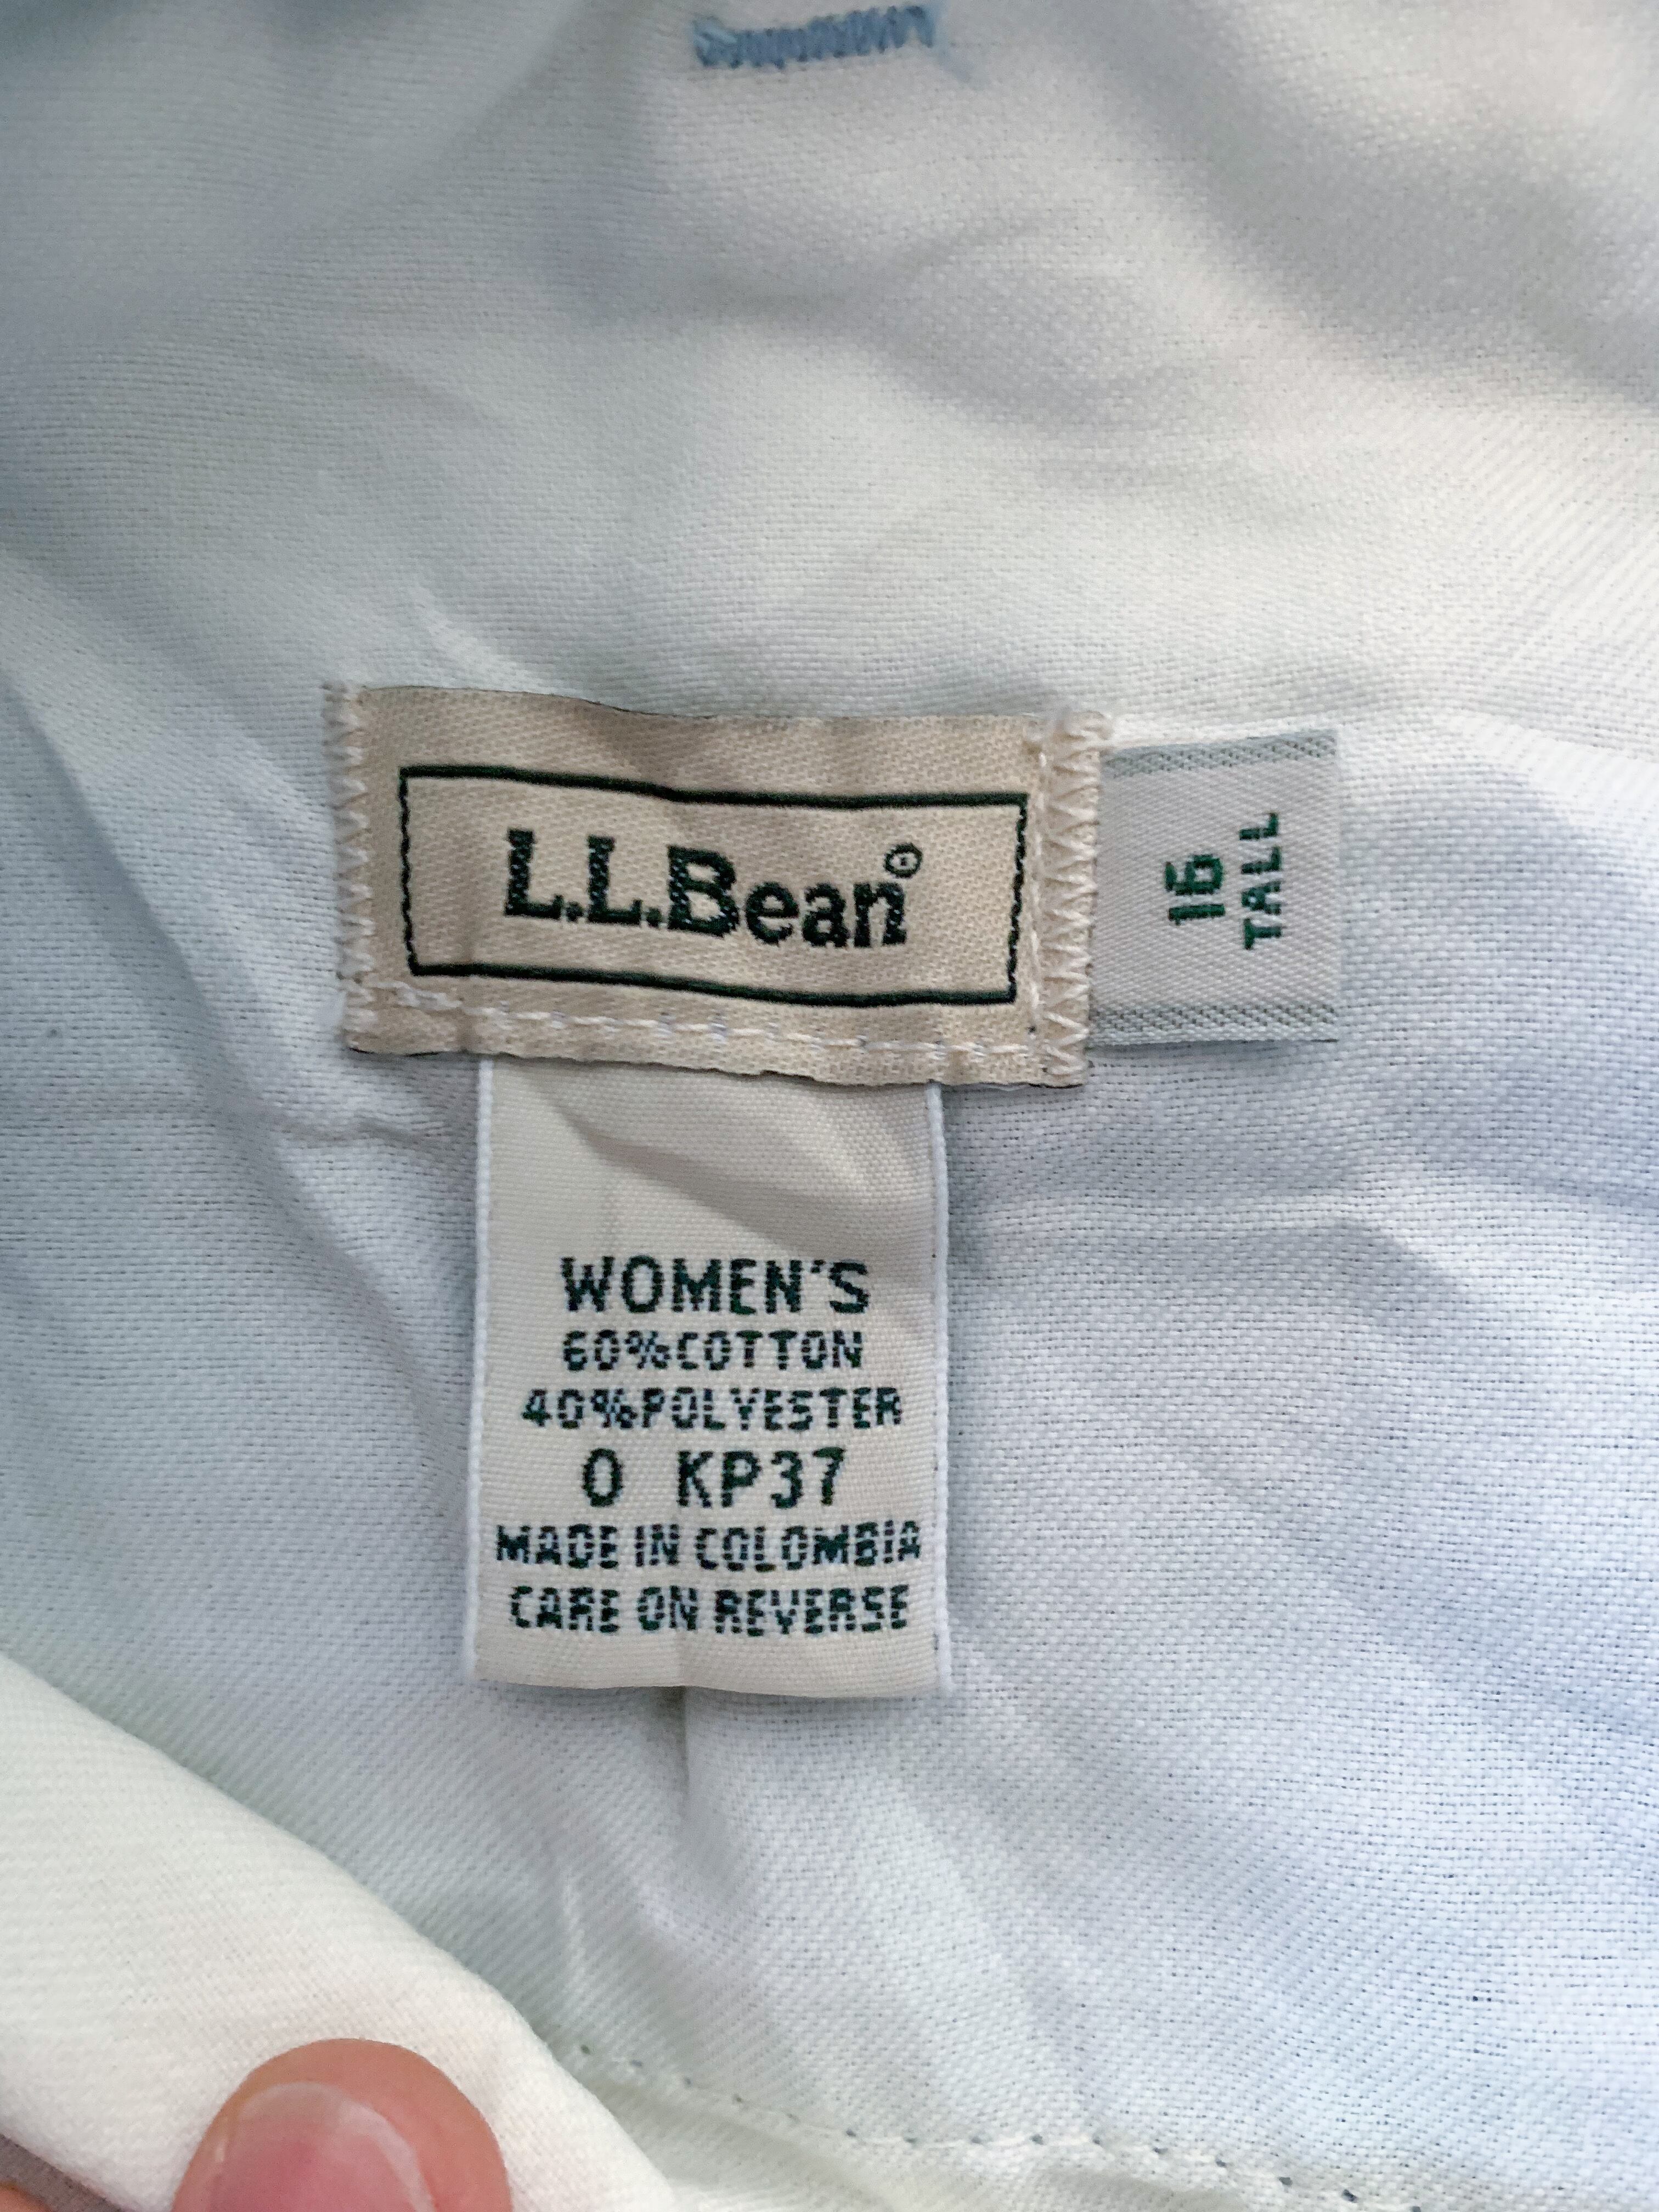 L.L.Bean®
16
TALL
WOMEN'S
60%COTTON
40%POLYESTER
0 KP37
MADE IN COLOMBIA
CARE ON REVERSE